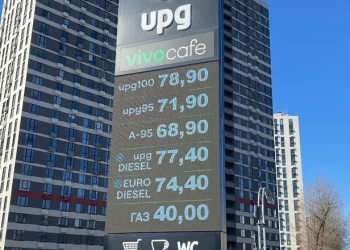 upg
vivo cafe
upg100 78,90
upg95 71,90
A-95 68,90
upg DIESEL 77,40
EURO DIESEL 74,40
ГАЗ 40,00
WC